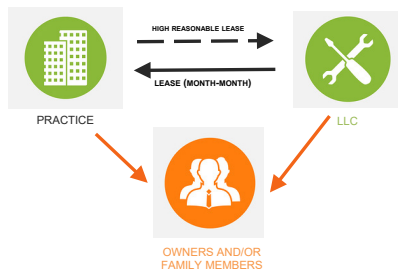 HIGH REASONABLE LEASE
LEASE (MONTH-MONTH)
PRACTICE
LLC
OWNERS AND/OR
FAMILY MEMBERS